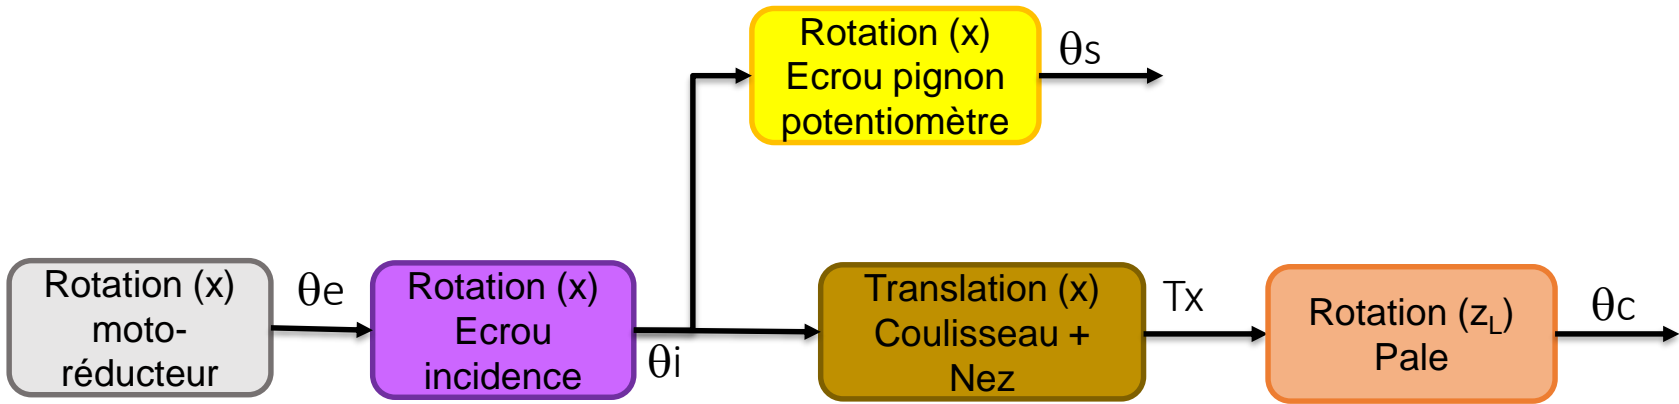 Rotation (x)
Ecrou pignon
potentiomètre
θs
Rotation (x)
moto-
réducteur
θe
Rotation (x)
Ecrou
incidence
θi
Translation (x)
Coulisseau +
Nez
Tx
Rotation (z_L)
Pale
θc